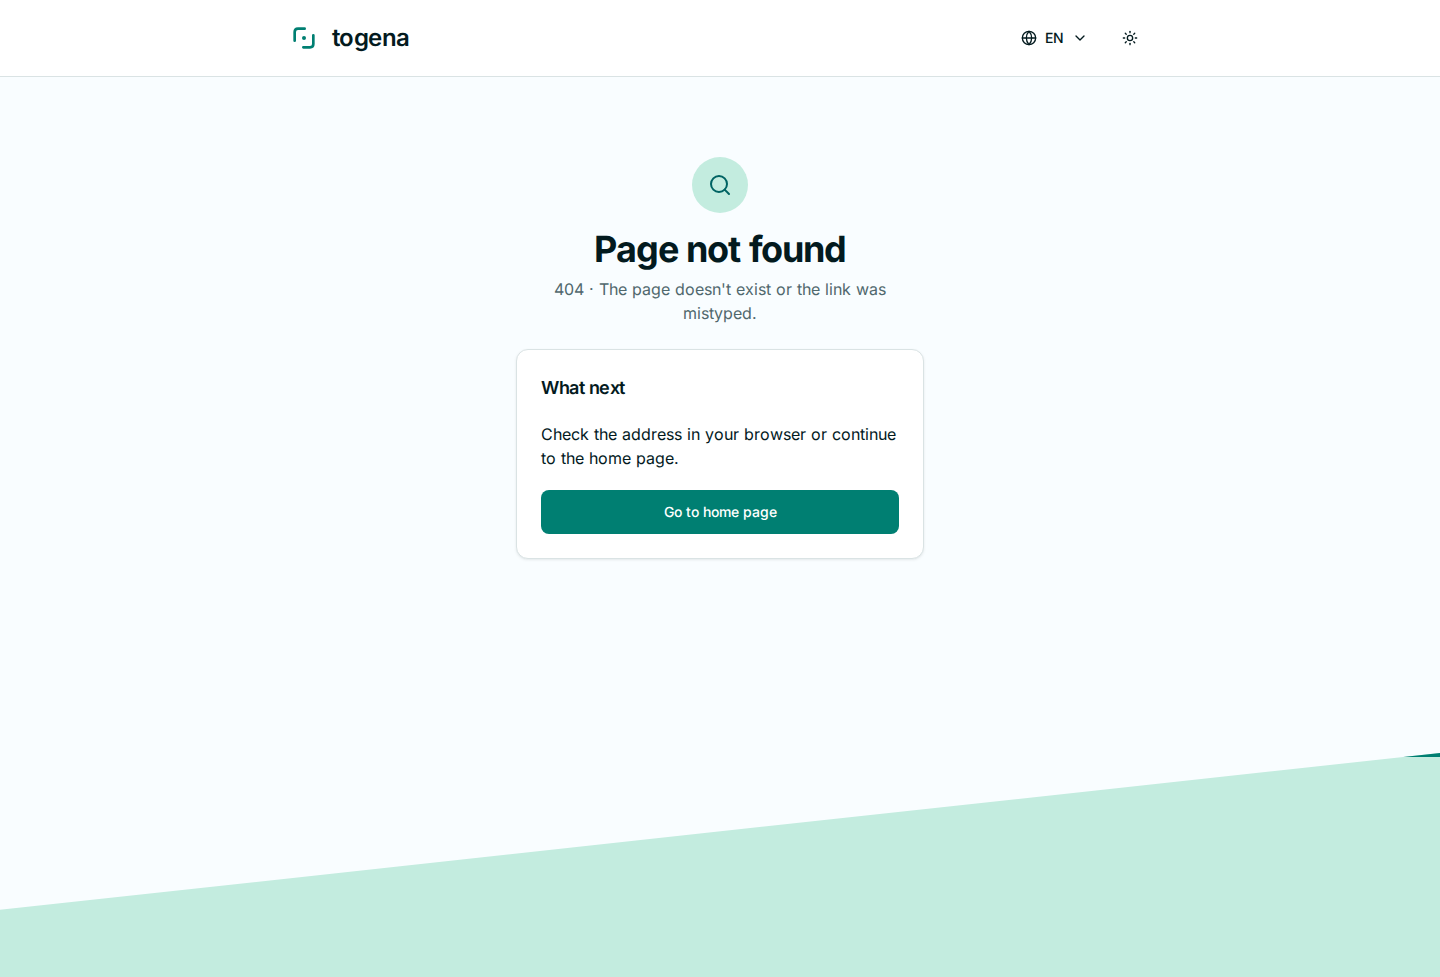 togena
EN
Page not found
404 · The page doesn't exist or the link was
mistyped.
What next
Check the address in your browser or continue
to the home page.
Go to home page